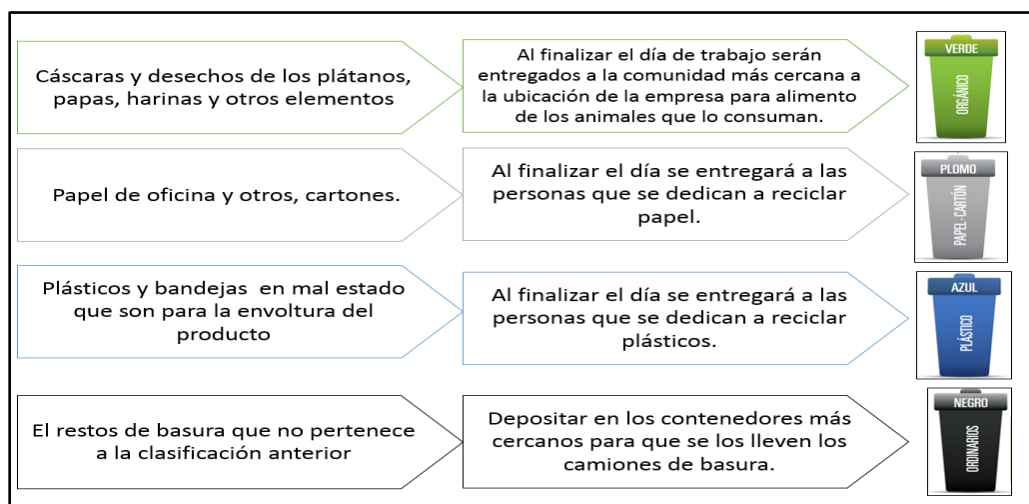 Cáscaras y desechos de los plátanos,
papas, harinas y otros elementos
Al finalizar el día de trabajo serán
entregados a la comunidad más cercana a
la ubicación de la empresa para alimento
de los animales que lo consuman.
VERDE
ORGÁNICO
Papel de oficina y otros, cartones.
Al finalizar el día se entregará a las
personas que se dedican a reciclar
papel.
PLOMO
PAPEL-CARTÓN
Plásticos y bandejas en mal estado
que son para la envoltura del
producto
Al finalizar el día se entregará a las
personas que se dedican a reciclar
plásticos.
AZUL
PLÁSTICO
El restos de basura que no pertenece
a la clasificación anterior
Depositar en los contenedores más
cercanos para que se los lleven los
camiones de basura.
NEGRO
ORDINARIOS